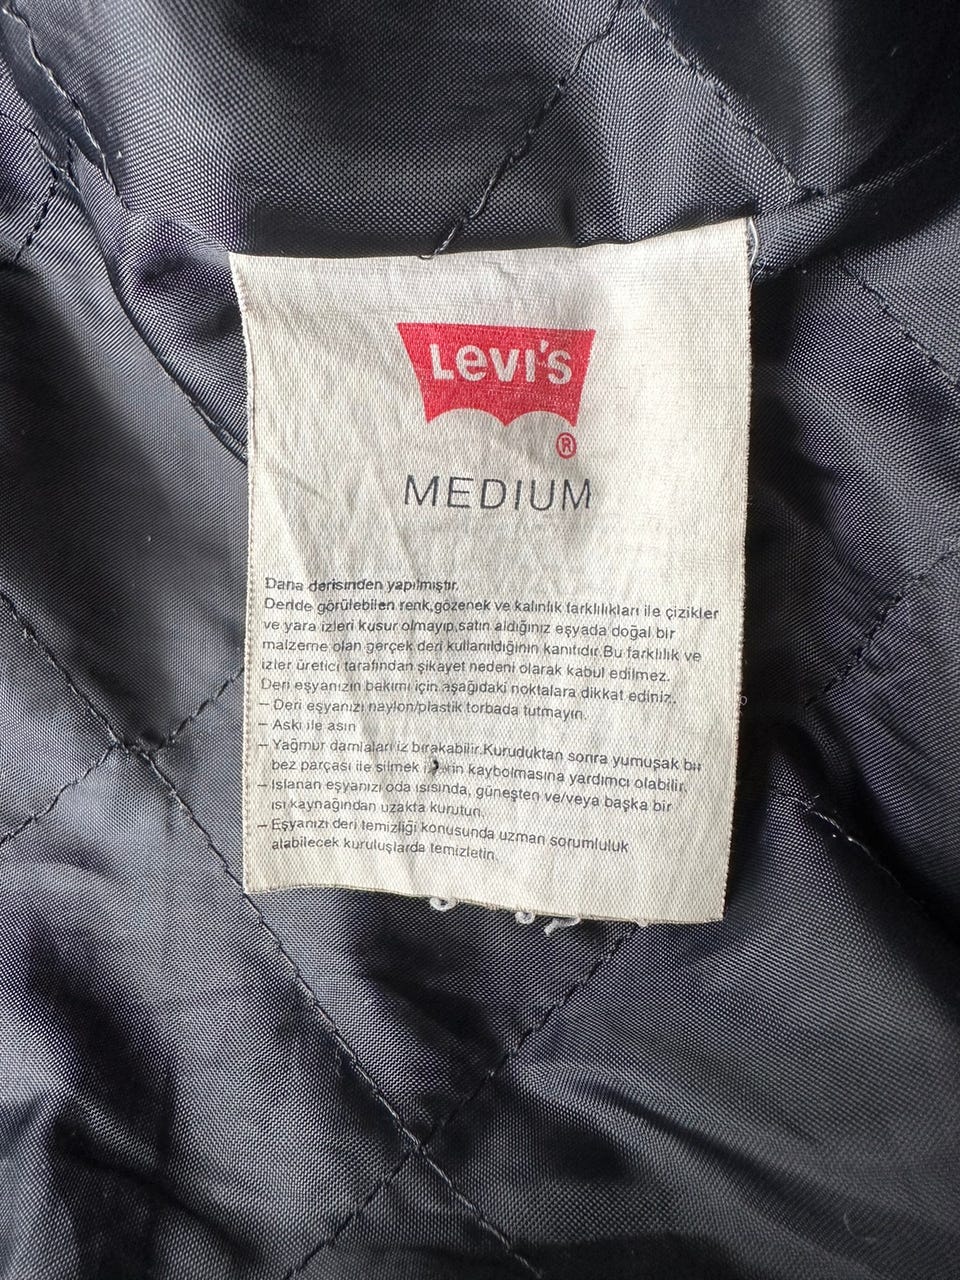 Levi's
®
MEDIUM
Dana derisinden yapılmıştır.
Deride görülebilen renk,gözenek ve kalınlık farklılıkları ile çizikler
ve yara izleri kusur olmayıp,satın aldığınız eşyada doğal bir
malzeme olan gerçek deri kullanıldığının kanıtıdır.Bu farklılık ve
izler üretici tarafından şikayet nedeni olarak kabul edilmez.
Deri eşyanızın bakımı için aşağıdaki noktalara dikkat ediniz.
– Deri eşyanızı naylon/plastik torbada tutmayın.
– Askı ile asın
– Yağmur damlaları iz bırakabilir.Kuruduktan sonra yumuşak bir
bez parçası ile silmek kaybolmasına yardımcı olabilir.
– Islanan eşyanızı oda ısısında, güneşten ve/veya başka bir
ısı kaynağından uzakta kurutun.
– Eşyanızı deri temizliği konusunda uzman sorumluluk
alabilecek kuruluşlarda temizletin.